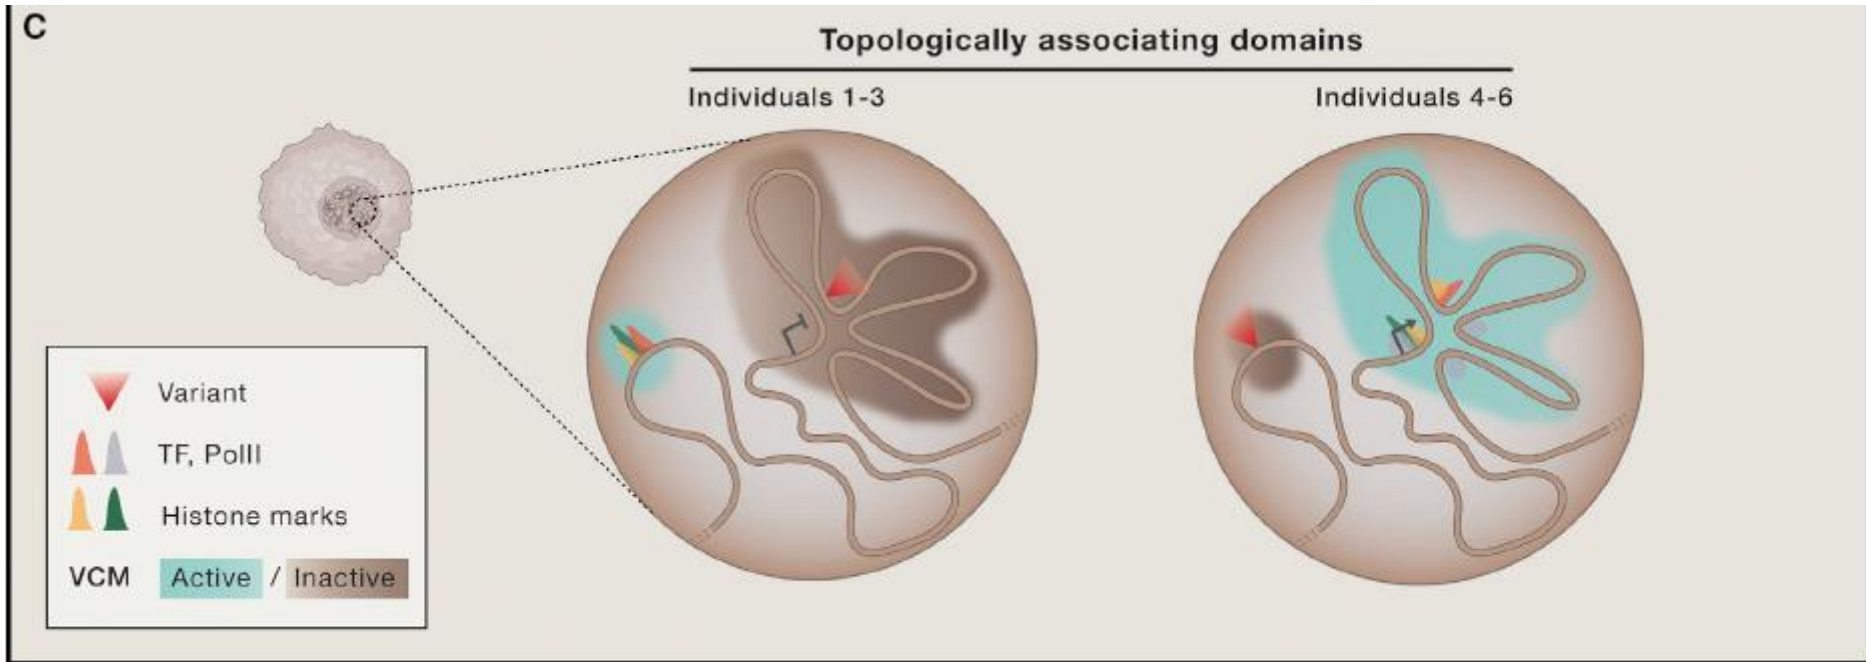 C
Topologically associating domains
Individuals 1-3
Individuals 4-6
Variant
TF, PolII
Histone marks
VCM Active / Inactive